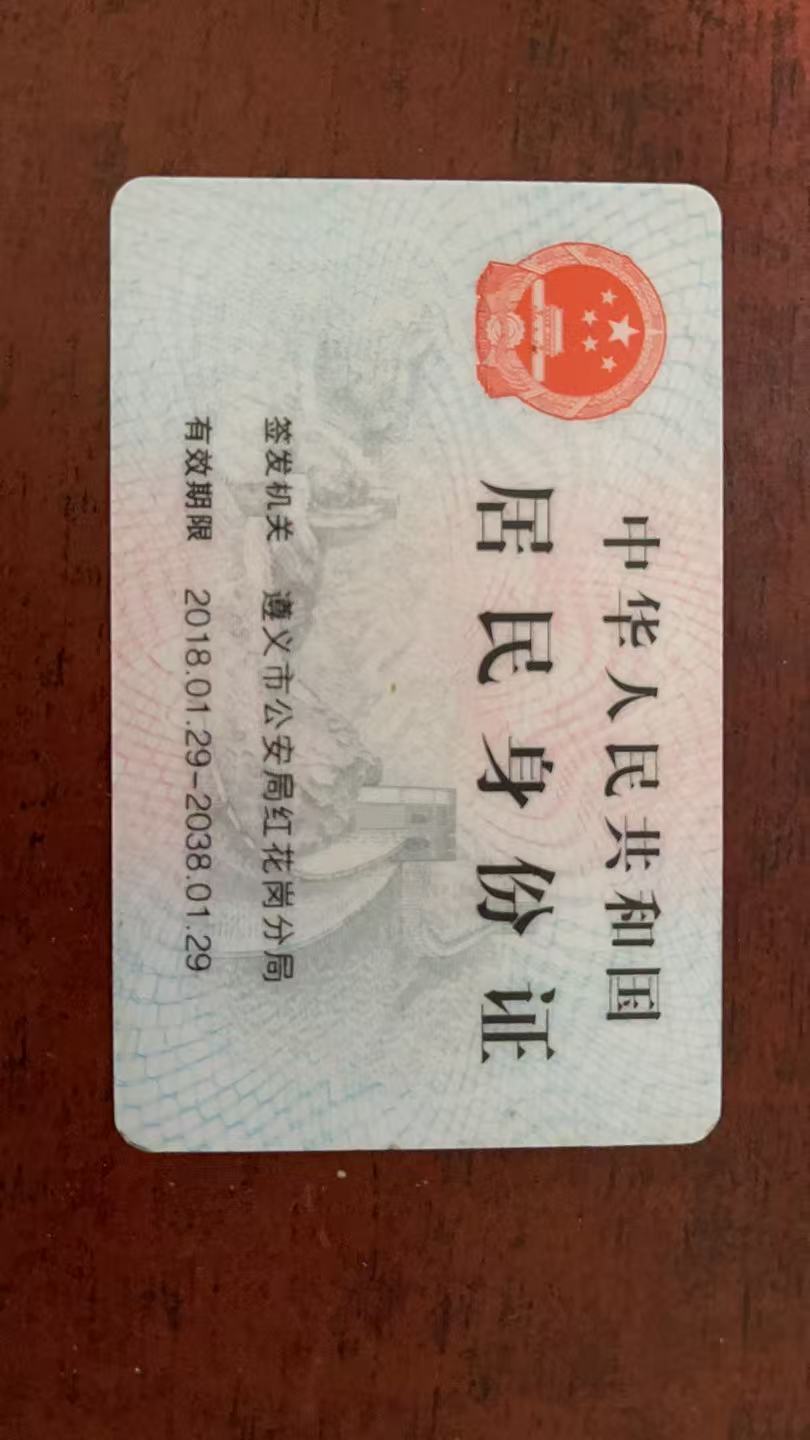 中华人民共和国
居民身份证
签发机关 遵义市公安局红花岗分局
有效期限 2018.01.29-2038.01.29